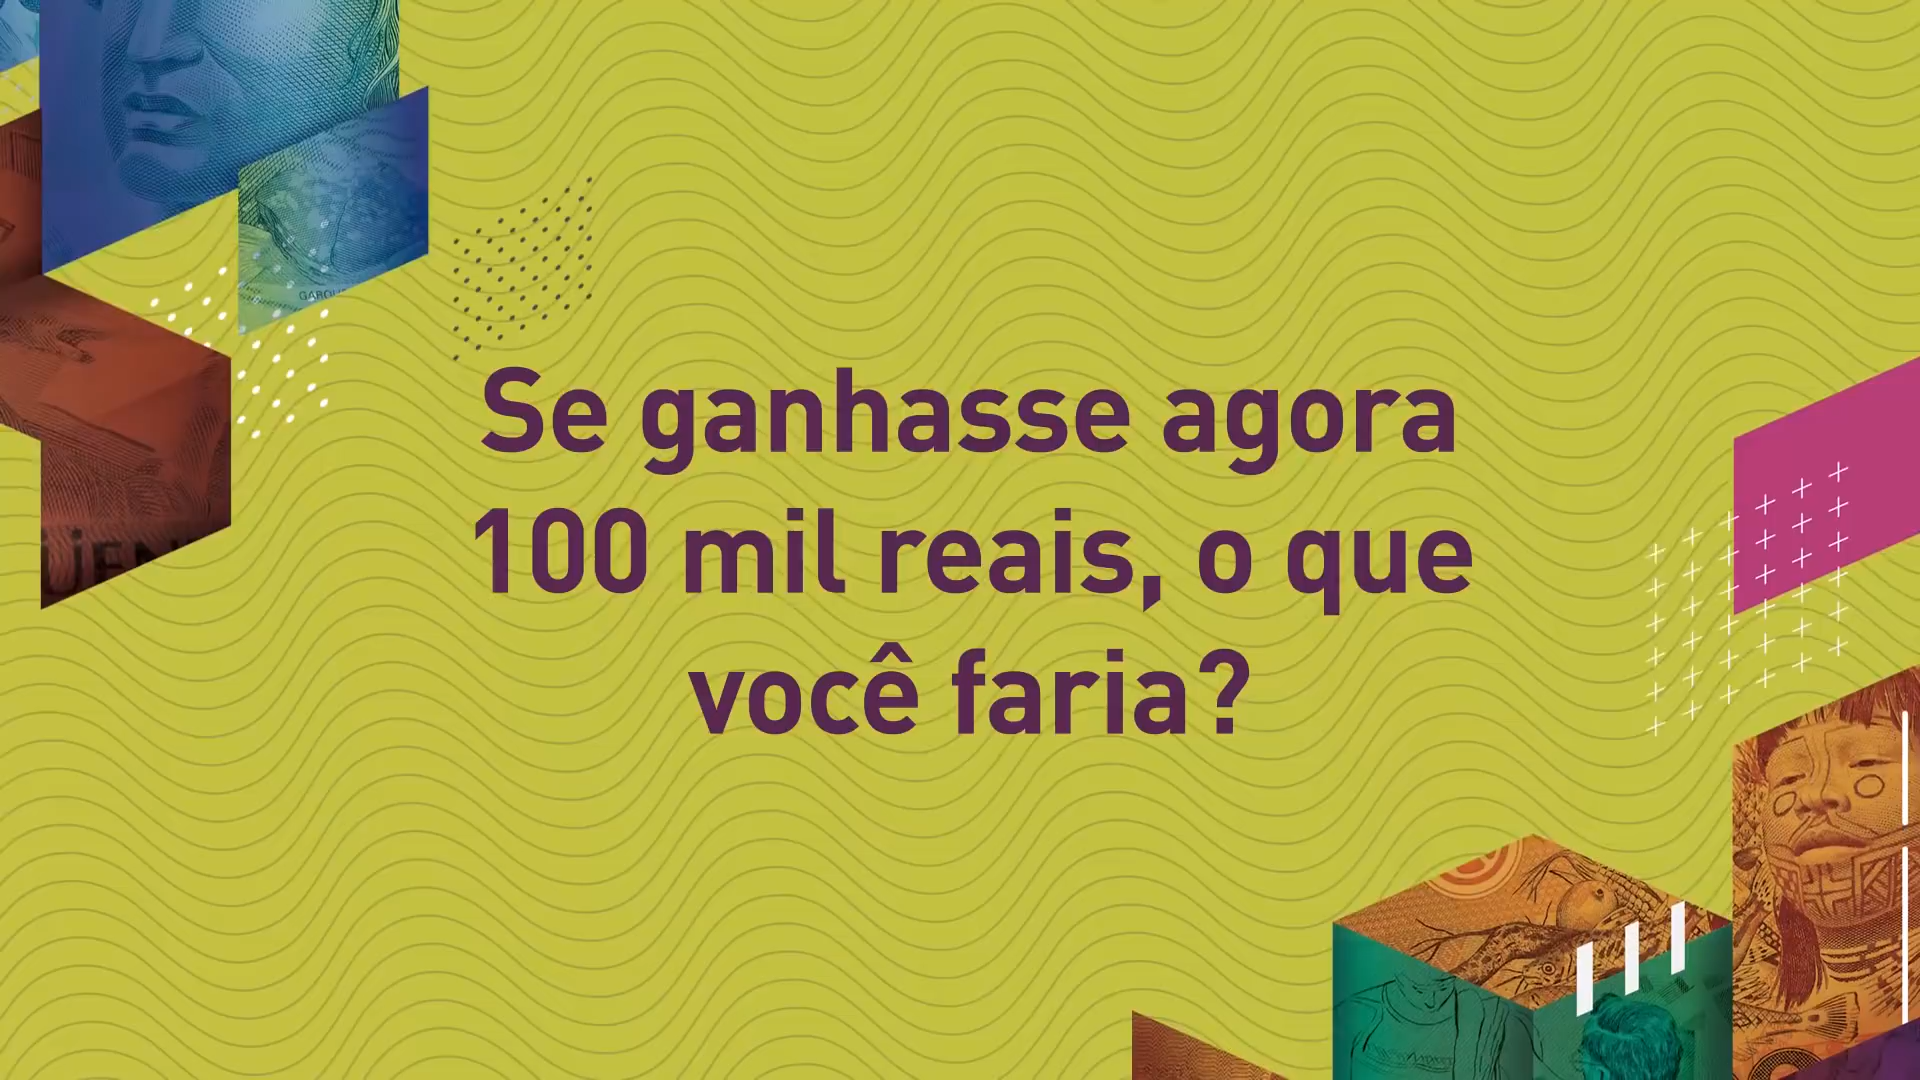 Se ganhasse agora
100 mil reais, o que
você faria?